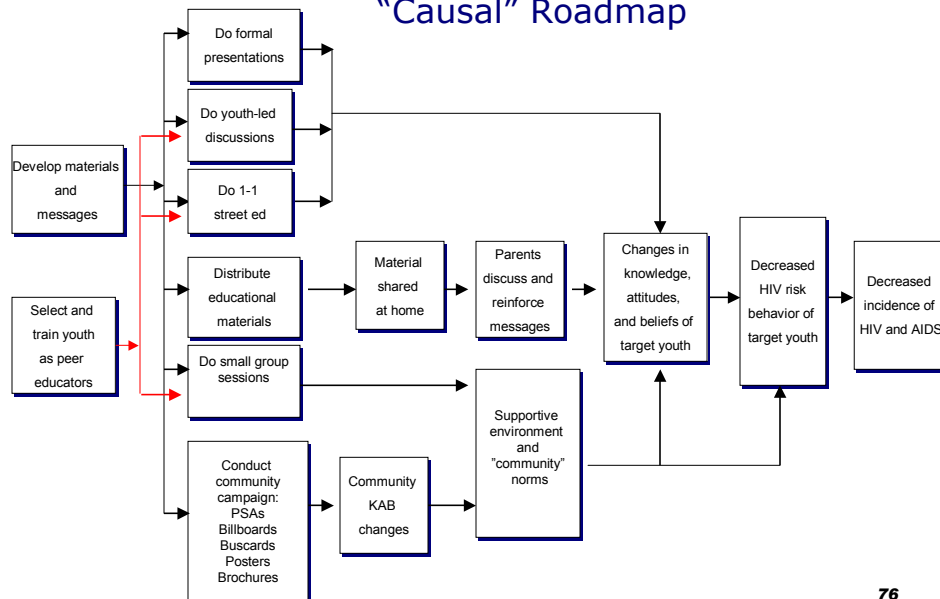 “Causal” Roadmap
Do formal
presentations
Do youth-led
discussions
Develop materials
and
messages
Do 1-1
street ed
Distribute
educational
materials
Material
shared
at home
Parents
discuss and
reinforce
messages
Changes in
knowledge,
attitudes,
and beliefs of
target youth
Decreased
HIV risk
behavior of
target youth
Decreased
incidence of
HIV and AIDS
Select and
train youth
as peer
educators
Do small group
sessions
Supportive
environment
and
”community”
norms
Conduct
community
campaign:
PSAs
Billboards
Buscards
Posters
Brochures
Community
KAB
changes
76